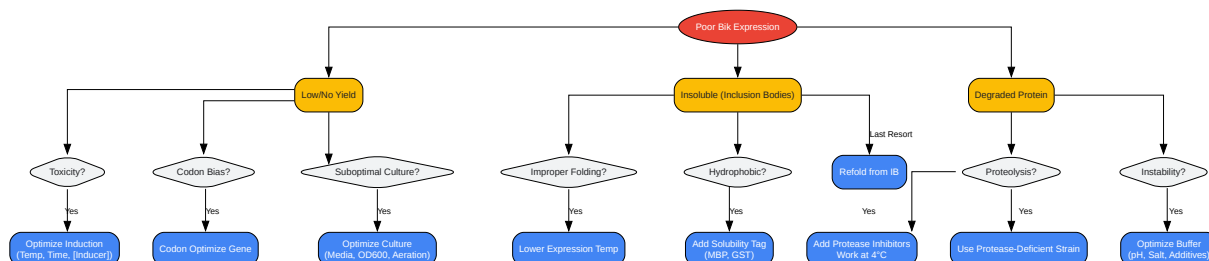 Poor Bik Expression
Low/No Yield
Insoluble (Inclusion Bodies)
Degraded Protein
Last Resort
Toxicity?
Codon Bias?
Suboptimal Culture?
Improper Folding?
Hydrophobic?
Refold from IB
Proteolysis?
Instability?
Yes
Yes
Yes
Yes
Yes
Yes
Yes
Yes
Optimize Induction
(Temp, Time, [Inducer])
Codon Optimize Gene
Optimize Culture
(Media, OD600, Aeration)
Lower Expression Temp
Add Solubility Tag
(MBP, GST)
Add Protease Inhibitors
Work at 4°C
Use Protease-Deficient Strain
Optimize Buffer
(pH, Salt, Additives)